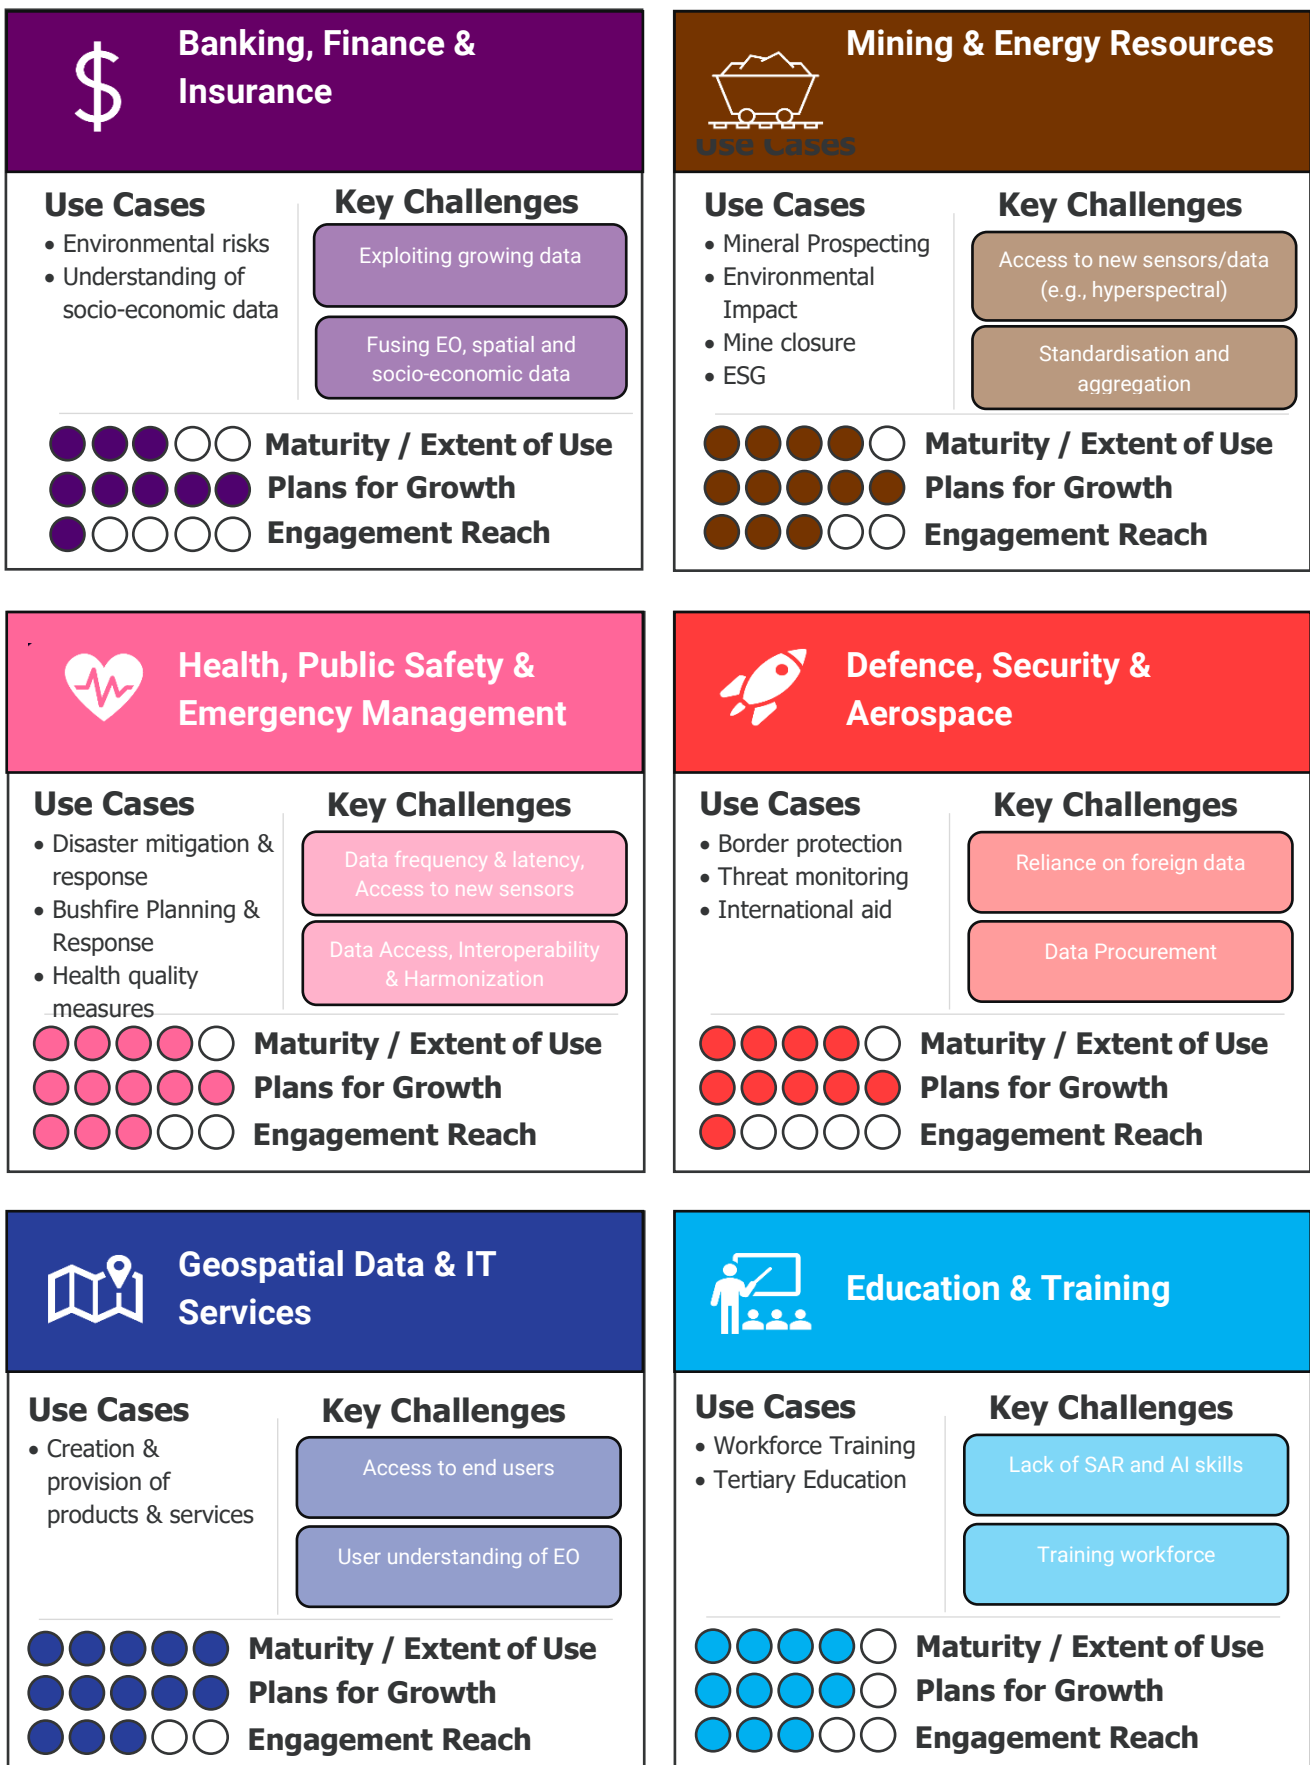 Banking, Finance &
Insurance
Use Cases
• Environmental risks
• Understanding of
socio-economic data
Key Challenges
Exploiting growing data
Fusing EO, spatial and
socio-economic data
Maturity / Extent of Use
Plans for Growth
Engagement Reach
Mining & Energy Resources
Use Cases
Use Cases
• Mineral Prospecting
• Environmental
Impact
• Mine closure
• ESG
Key Challenges
Access to new sensors/data
(e.g., hyperspectral)
Standardisation and
aggregation
Maturity / Extent of Use
Plans for Growth
Engagement Reach
Health, Public Safety &
Emergency Management
Use Cases
• Disaster mitigation &
response
• Bushfire Planning &
Response
• Health quality
measures
Key Challenges
Data frequency & latency,
Access to new sensors
Data Access, Interoperability
& Harmonization
Maturity / Extent of Use
Plans for Growth
Engagement Reach
Defence, Security &
Aerospace
Use Cases
• Border protection
• Threat monitoring
• International aid
Key Challenges
Reliance on foreign data
Data Procurement
Maturity / Extent of Use
Plans for Growth
Engagement Reach
Geospatial Data & IT
Services
Use Cases
• Creation &
provision of
products & services
Key Challenges
Access to end users
User understanding of EO
Maturity / Extent of Use
Plans for Growth
Engagement Reach
Education & Training
Use Cases
• Workforce Training
• Tertiary Education
Key Challenges
Lack of SAR and AI skills
Training workforce
Maturity / Extent of Use
Plans for Growth
Engagement Reach